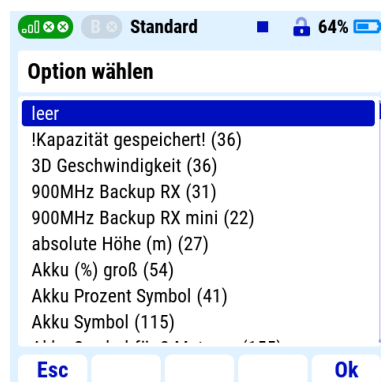 B Standard 64%
Option wählen
leer
!Kapazität gespeichert! (36)
3D Geschwindigkeit (36)
900MHz Backup RX (31)
900MHz Backup RX mini (22)
absolute Höhe (m) (27)
Akku (%) groß (54)
Akku Prozent Symbol (41)
Akku Symbol (115)
Esc Ok